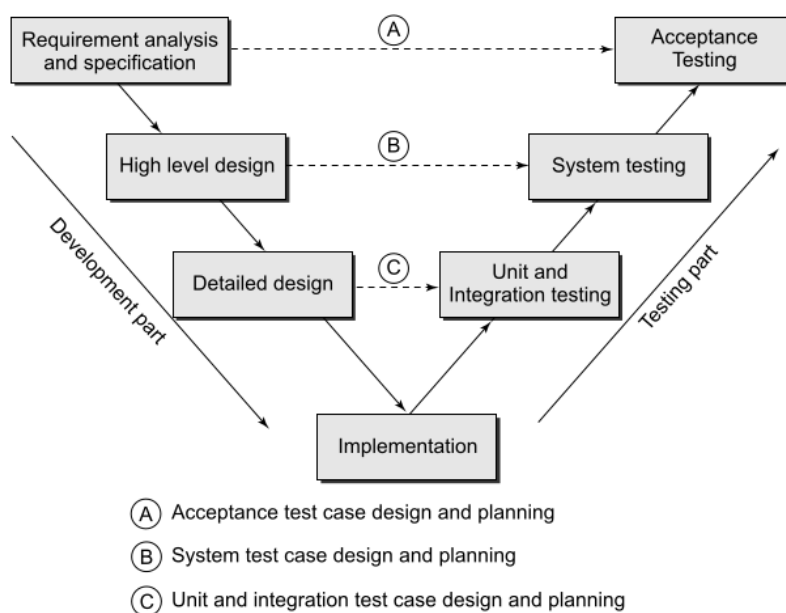 Requirement analysis
and specification
A
Acceptance
Testing
High level design
B
System testing
Development part
Detailed design
C
Unit and
Integration testing
Testing part
Implementation
A Acceptance test case design and planning
B System test case design and planning
C Unit and integration test case design and planning